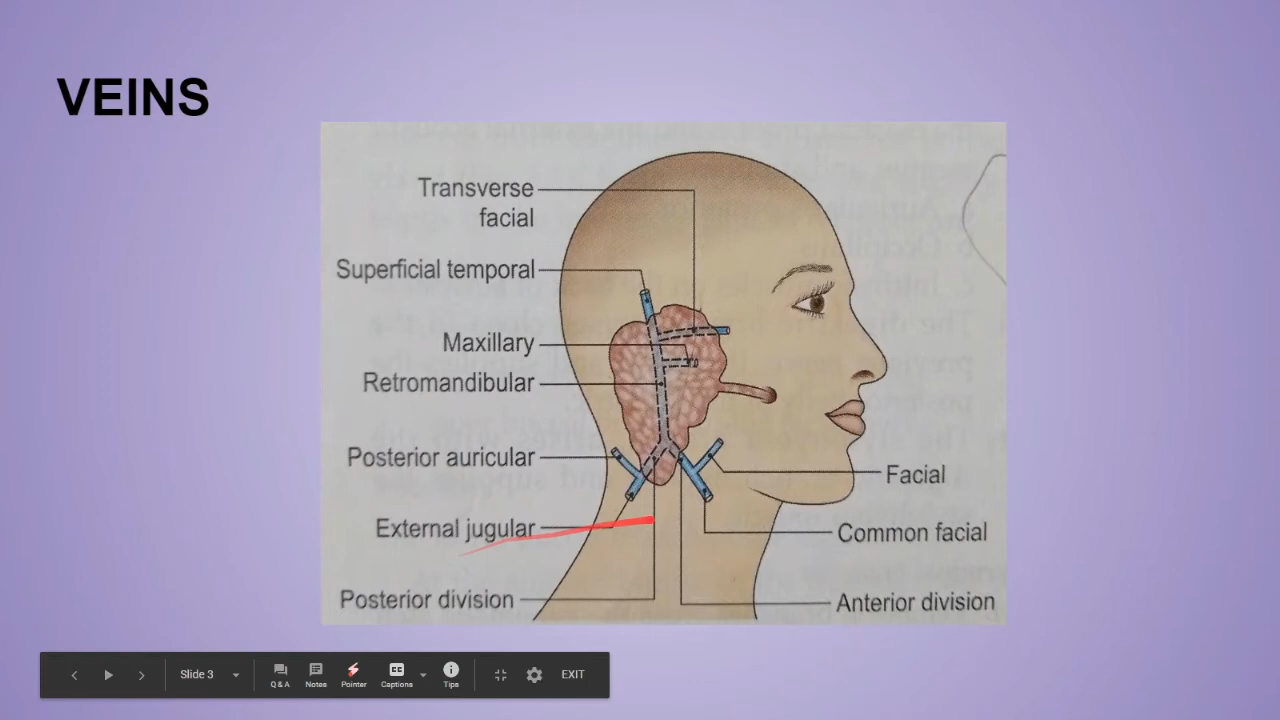 VEINS
Transverse
facial
Superficial temporal
Maxillary
Retromandibular
Posterior auricular
External jugular
Posterior division
Facial
Common facial
Anterior division
Slide 3
Q & A
Notes
Pointer
Captions
Tips
EXIT